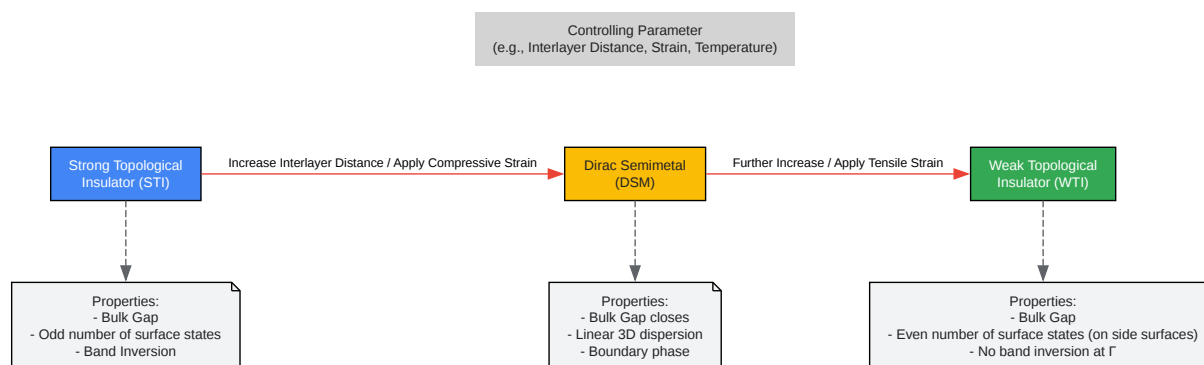 Controlling Parameter
(e.g., Interlayer Distance, Strain, Temperature)
Strong Topological
Insulator (STI)
Increase Interlayer Distance / Apply Compressive Strain
Dirac Semimetal
(DSM)
Further Increase / Apply Tensile Strain
Weak Topological
Insulator (WTI)
Properties:
- Bulk Gap
- Odd number of surface states
- Band Inversion
Properties:
- Bulk Gap closes
- Linear 3D dispersion
- Boundary phase
Properties:
- Bulk Gap
- Even number of surface states (on side surfaces)
- No band inversion at Γ